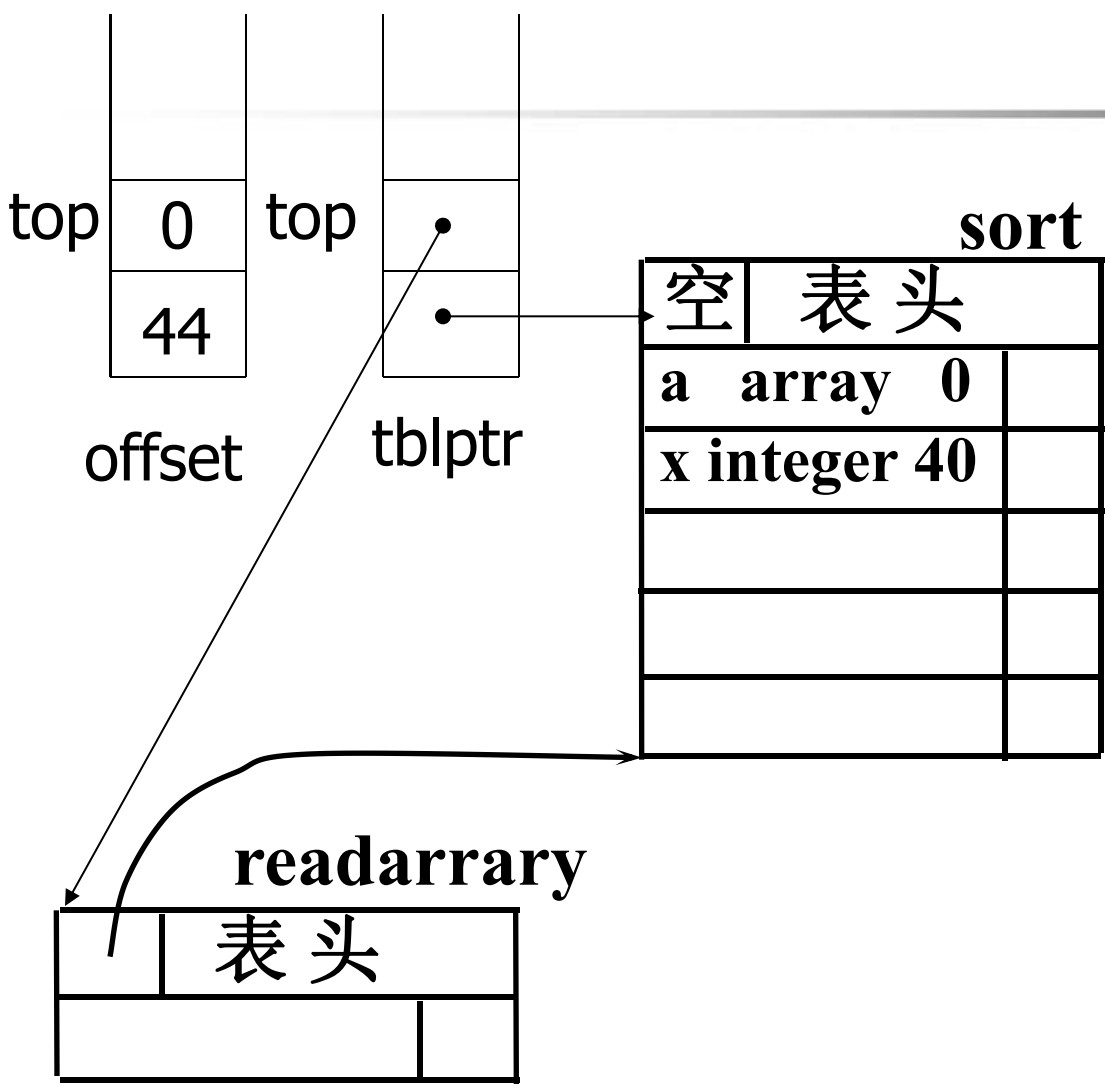 top 0 top
44
offset
tblptr
sort
空 表 头
a array 0
x integer 40
readarrary
表 头